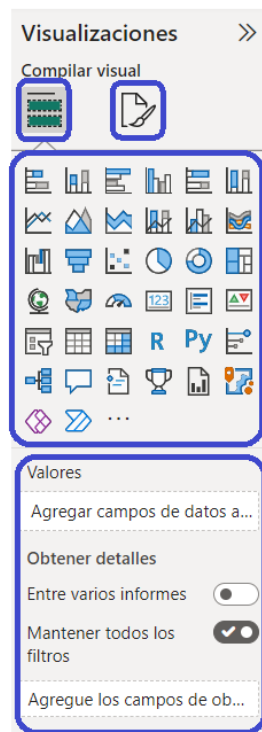 Visualizaciones
Compilar visual
123
R
Py
Valores
Agregar campos de datos a...
Obtener detalles
Entre varios informes
Mantener todos los
filtros
Agregue los campos de ob...